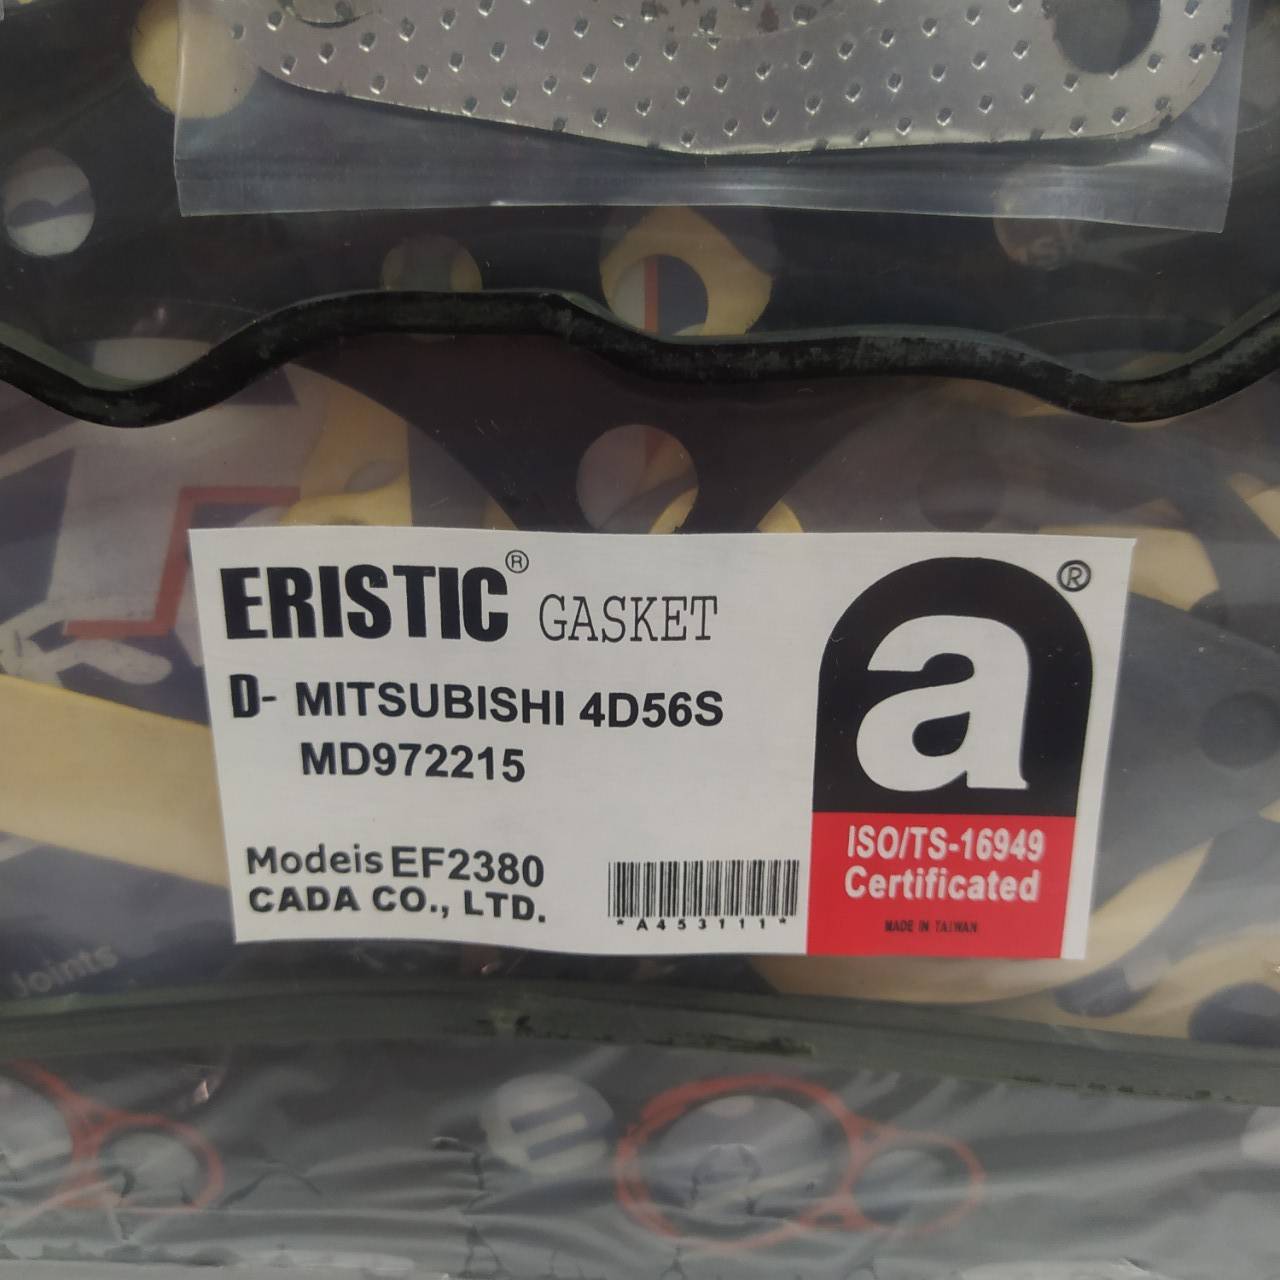 ERISTIC® GASKET
D- MITSUBISHI 4D56S
MD972215
Modeis EF2380
CADA CO., LTD.
*A453111*
a®
ISO/TS-16949
Certificated
MADE IN TAIWAN
Joints